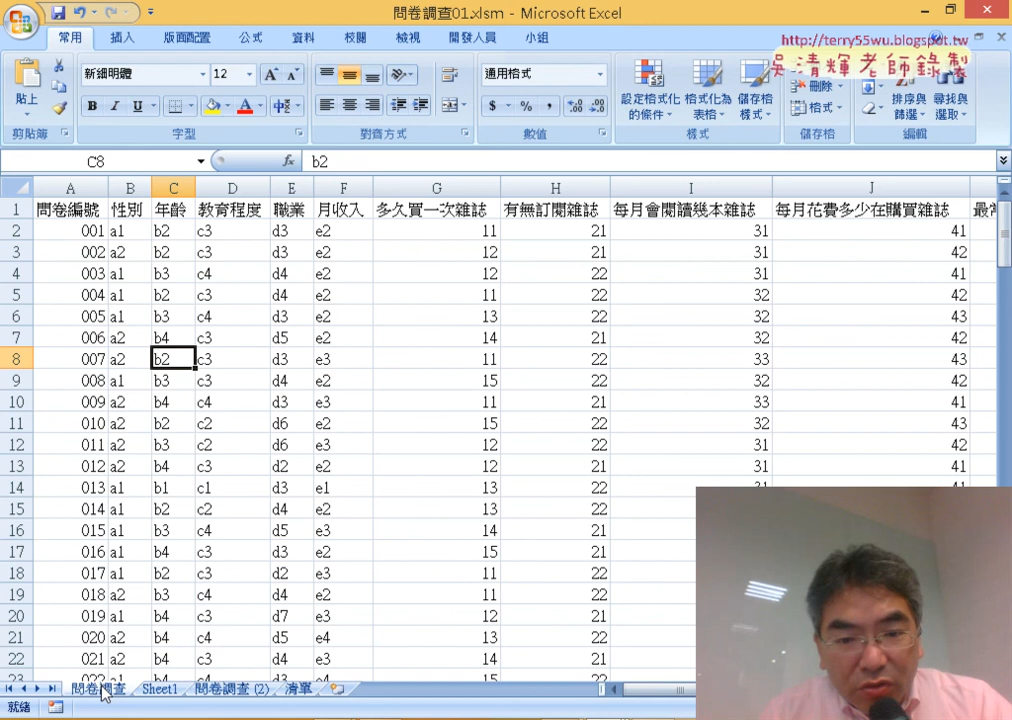 問卷調查01.xlsm - Microsoft Excel
常用 插入 版面配置 公式 資料 校閱 檢視 開發人員 小組
http://terry55wu.blogspot.tw
吳清輝老師錄製
新細明體 12 通用格式
貼上 B I U 中 $ % , 設定格式化的條件 格式化為表格 儲存格樣式 刪除 格式 Σ 排序與篩選 尋找與選取
剪貼簿 字型 對齊方式 數值 樣式 儲存格 編輯
C8 fx b2
A B C D E F G H I J
1 問卷編號 性別 年齡 教育程度 職業 月收入 多久買一次雜誌 有無訂閱雜誌 每月會閱讀幾本雜誌 每月花費多少在購買雜誌 最常
2 001 a1 b2 c3 d3 e2 11 21 31 41
3 002 a2 b2 c3 d3 e2 12 21 31 42
4 003 a1 b3 c4 d4 e2 12 22 31 41
5 004 a1 b2 c3 d4 e2 11 22 32 42
6 005 a1 b3 c4 d3 e2 13 22 32 43
7 006 a2 b4 c3 d5 e2 14 21 32 42
8 007 a2 b2 c3 d3 e3 11 22 33 43
9 008 a1 b3 c3 d4 e2 15 22 32 42
10 009 a2 b4 c4 d3 e3 11 21 33 41
11 010 a2 b2 c2 d6 e2 15 22 32 43
12 011 a2 b3 c2 d6 e3 12 22 31 42
13 012 a2 b4 c3 d2 e2 12 21 31 41
14 013 a1 b1 c1 d3 e1 13 22 31 41
15 014 a1 b2 c2 d4 e2 13 22
16 015 a1 b3 c4 d5 e3 14 21
17 016 a1 b4 c3 d3 e2 15 21
18 017 a1 b2 c3 d2 e3 11 22
19 018 a2 b3 c4 d4 e2 11 22
20 019 a1 b4 c3 d7 e3 12 21
21 020 a2 b4 c4 d5 e4 13 21
22 021 a2 b4 c3 d4 e3 14 21
23 022 a1 b4 c4 d3 e4 15 22
問卷調查 Sheet1 問卷調查 (2) 清單
就緒